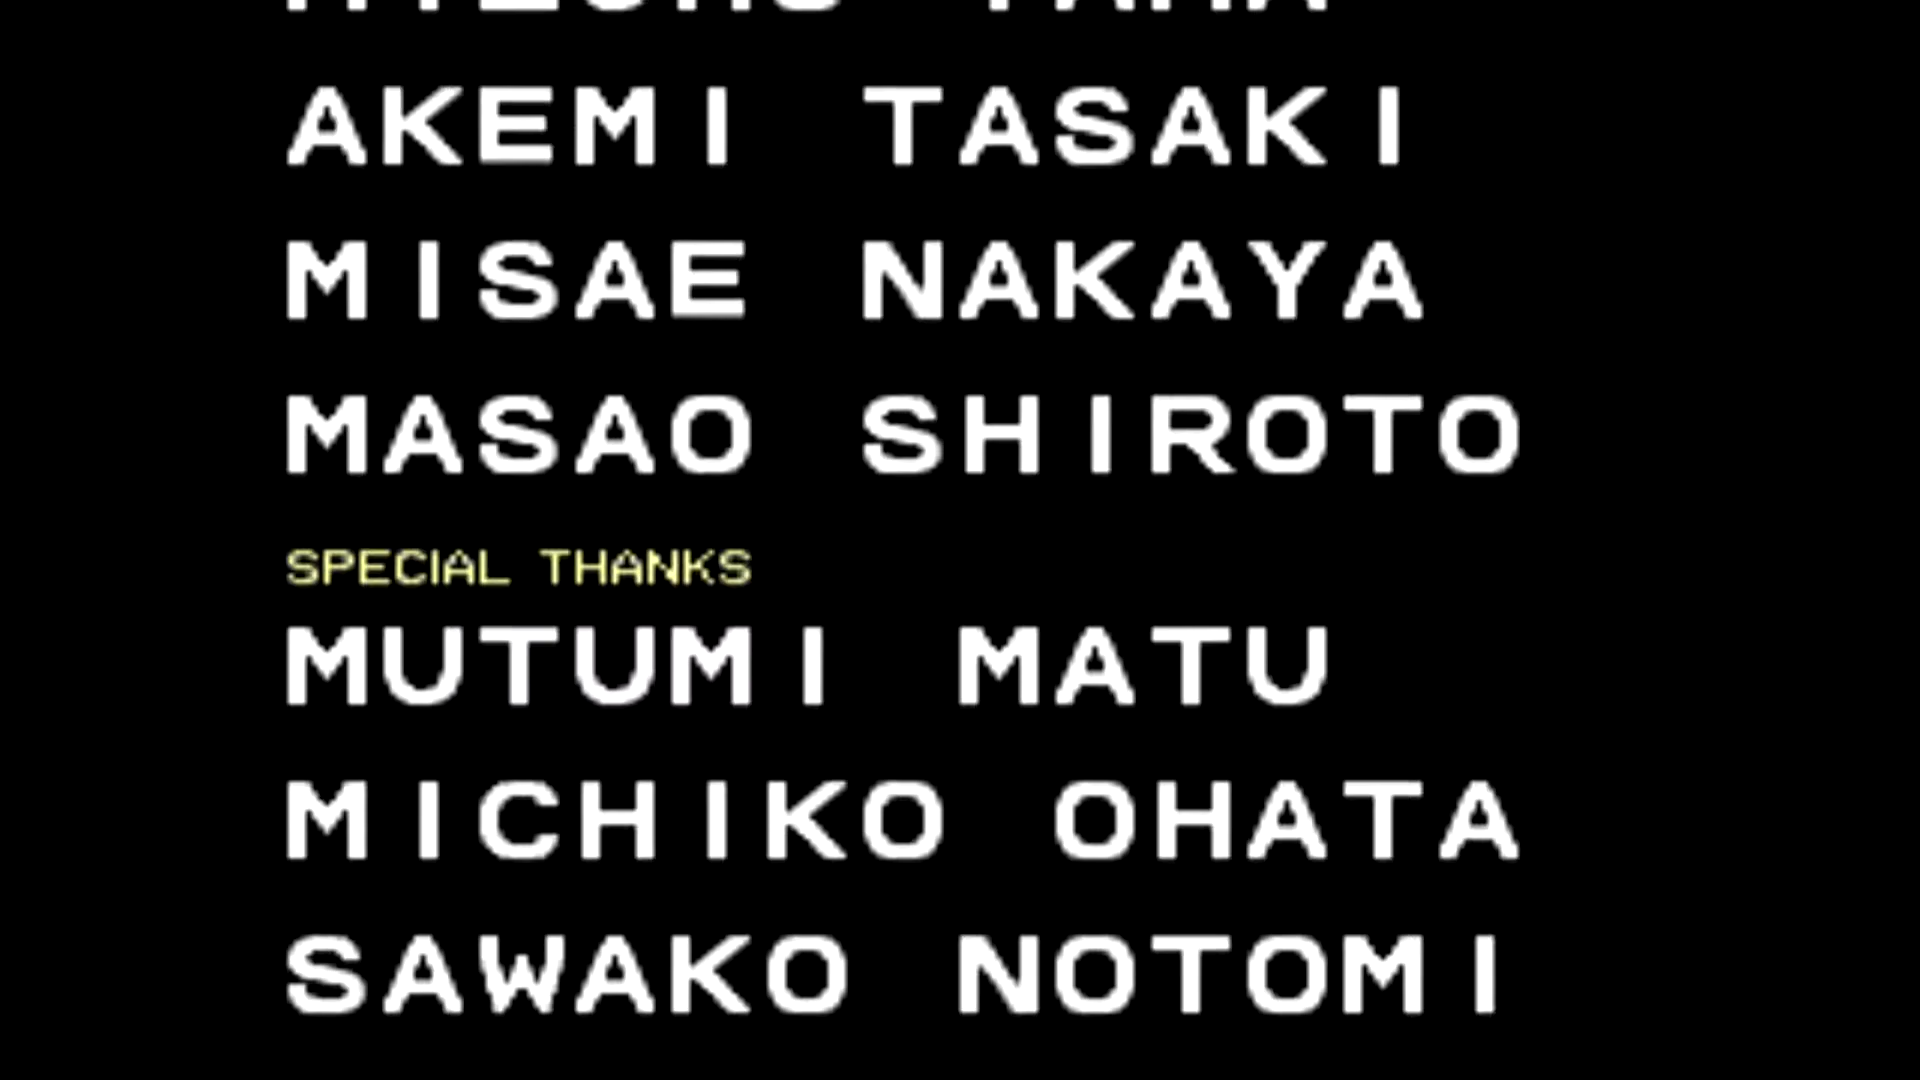 AKEMI TASAKI
MISAE NAKAYA
MASAO SHIROTO
SPECIAL THANKS
MUTUMI MATU
MICHIKO OHATA
SAWAKO NOTOMI